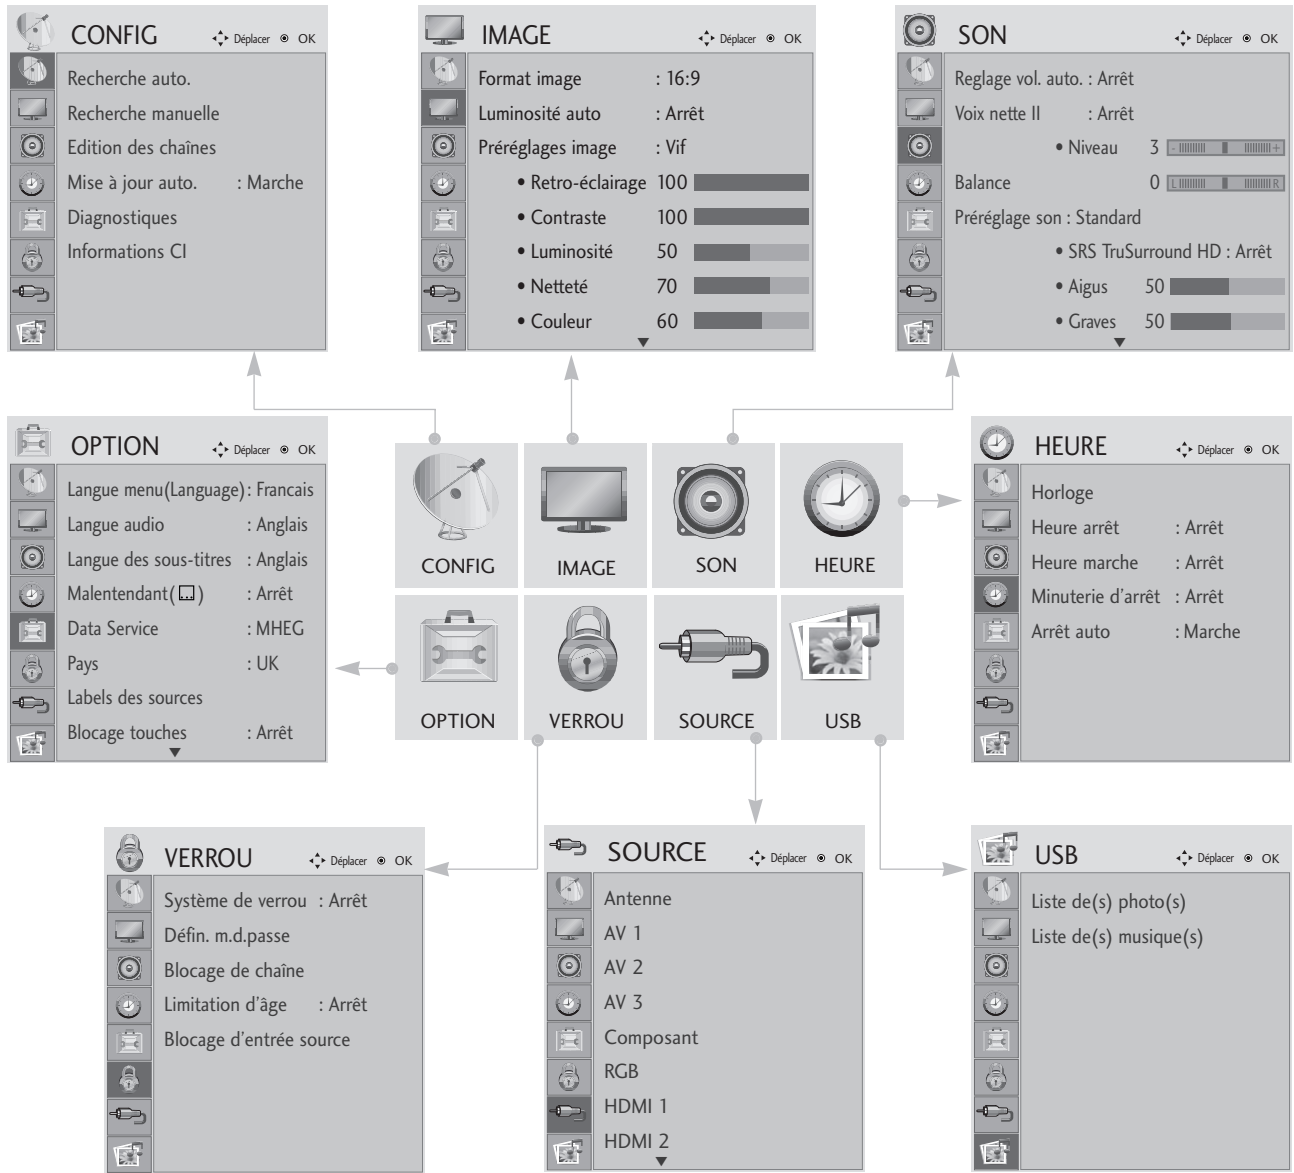 CONFIG
Déplacer OK
Recherche auto.
Recherche manuelle
Edition des chaînes
Mise à jour auto. : Marche
Diagnostiques
Informations CI
IMAGE
Déplacer OK
Format image : 16:9
Luminosité auto : Arrêt
Préréglages image : Vif
• Retro-éclairage 100
• Contraste 100
• Luminosité 50
• Netteté 70
• Couleur 60
SON
Déplacer OK
Reglage vol. auto. : Arrêt
Voix nette II : Arrêt
• Niveau 3 - +
Balance 0 L R
Préréglage son : Standard
• SRS TruSurround HD : Arrêt
• Aigus 50
• Graves 50
OPTION
Déplacer OK
Langue menu(Language) : Francais
Langue audio : Anglais
Langue des sous-titres : Anglais
Malentendant( ) : Arrêt
Data Service : MHEG
Pays : UK
Labels des sources
Blocage touches : Arrêt
CONFIG
IMAGE
SON
HEURE
OPTION
VERROU
SOURCE
USB
HEURE
Déplacer OK
Horloge
Heure arrêt : Arrêt
Heure marche : Arrêt
Minuterie d'arrêt : Arrêt
Arrêt auto : Marche
VERROU
Déplacer OK
Système de verrou : Arrêt
Défin. m.d.passe
Blocage de chaîne
Limitation d'âge : Arrêt
Blocage d'entrée source
SOURCE
Déplacer OK
Antenne
AV 1
AV 2
AV 3
Composant
RGB
HDMI 1
HDMI 2
USB
Déplacer OK
Liste de(s) photo(s)
Liste de(s) musique(s)